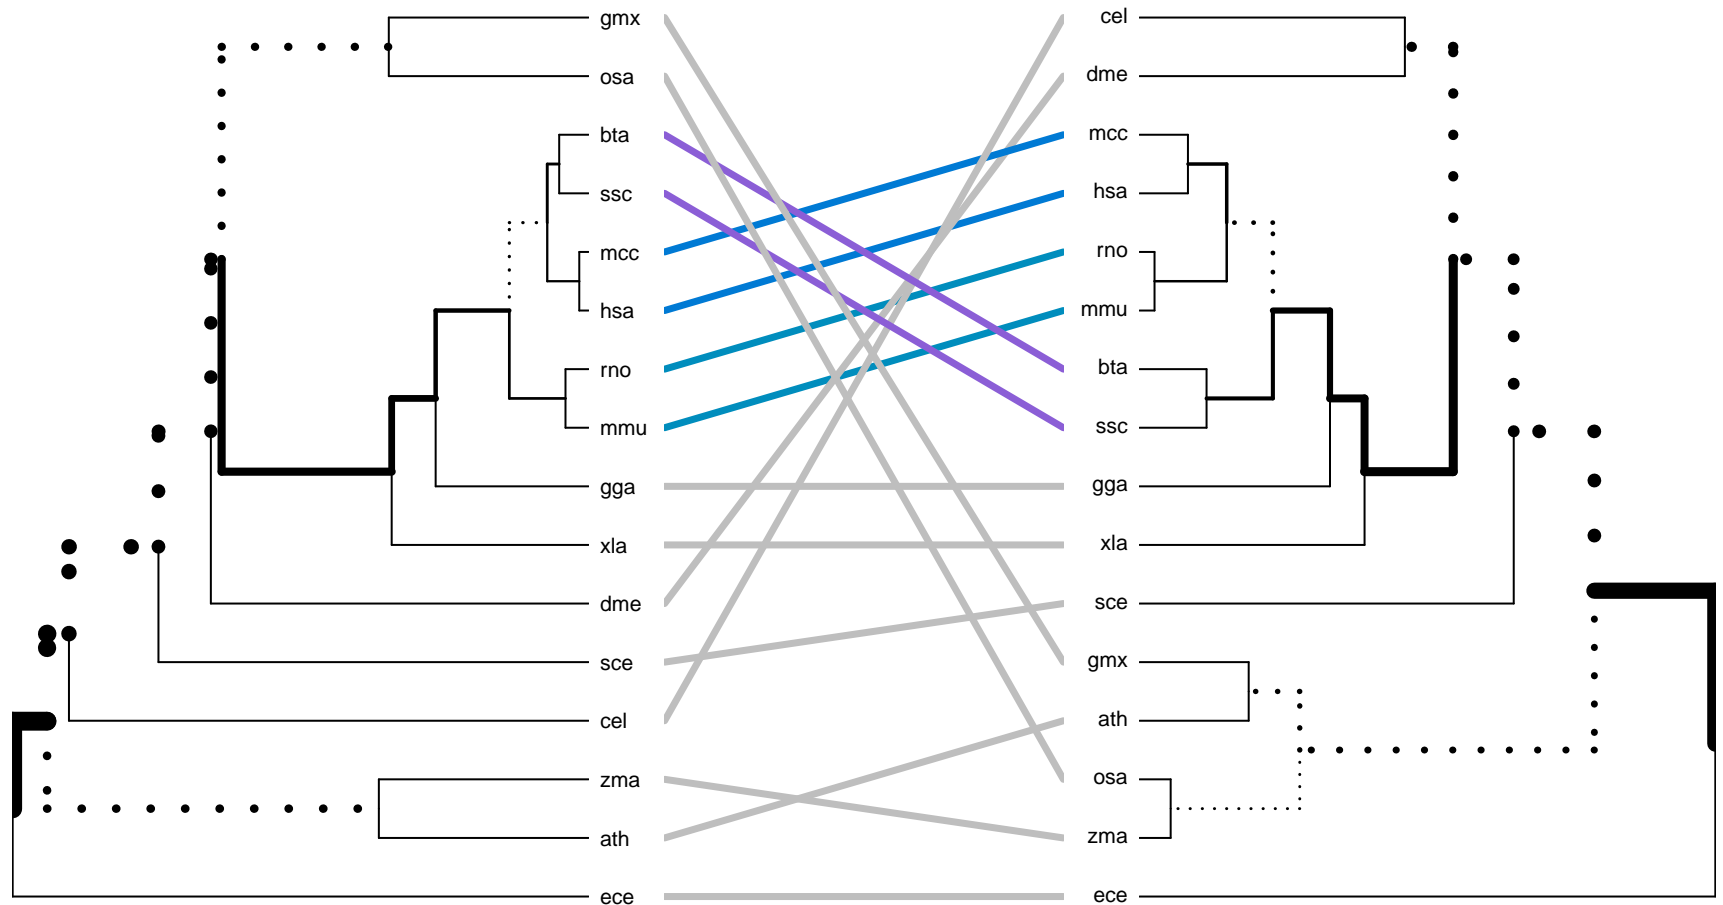 gmx
osa
bta
ssc
mcc
hsa
rno
mmu
gga
xla
dme
sce
cel
zma
ath
ece
cel
dme
mcc
hsa
rno
mmu
bta
ssc
gga
xla
sce
gmx
ath
osa
zma
ece